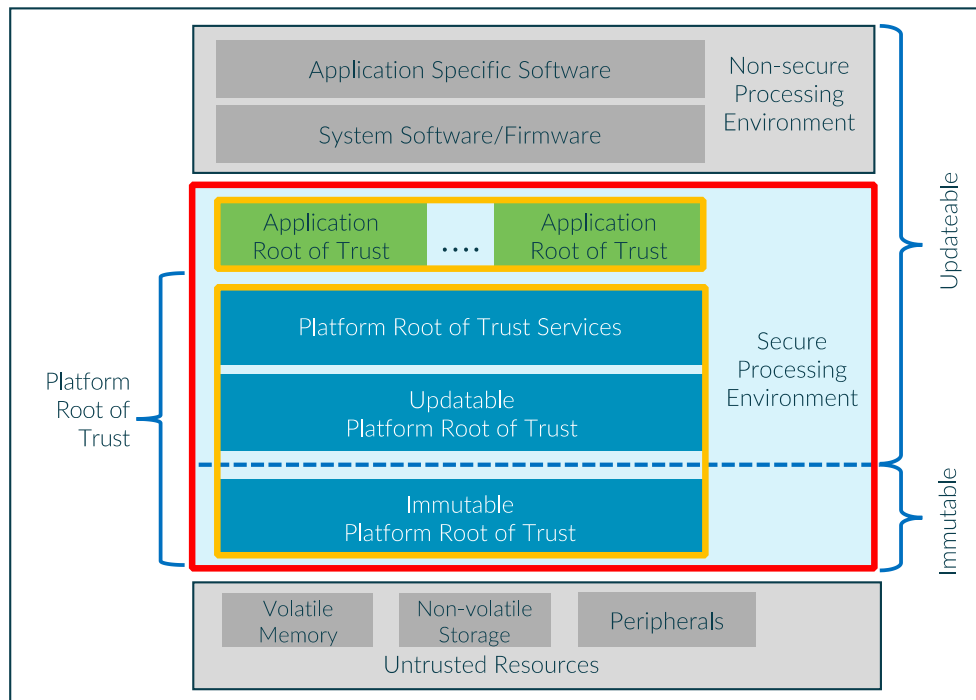 Application Specific Software
System Software/Firmware
Non-secure
Processing
Environment
Updateable
Application
Root of Trust
....
Application
Root of Trust
Platform Root of Trust Services
Updatable
Platform Root of Trust
Secure
Processing
Environment
Platform
Root of
Trust
Immutable
Platform Root of Trust
Immutable
Volatile
Memory
Non-volatile
Storage
Peripherals
Untrusted Resources